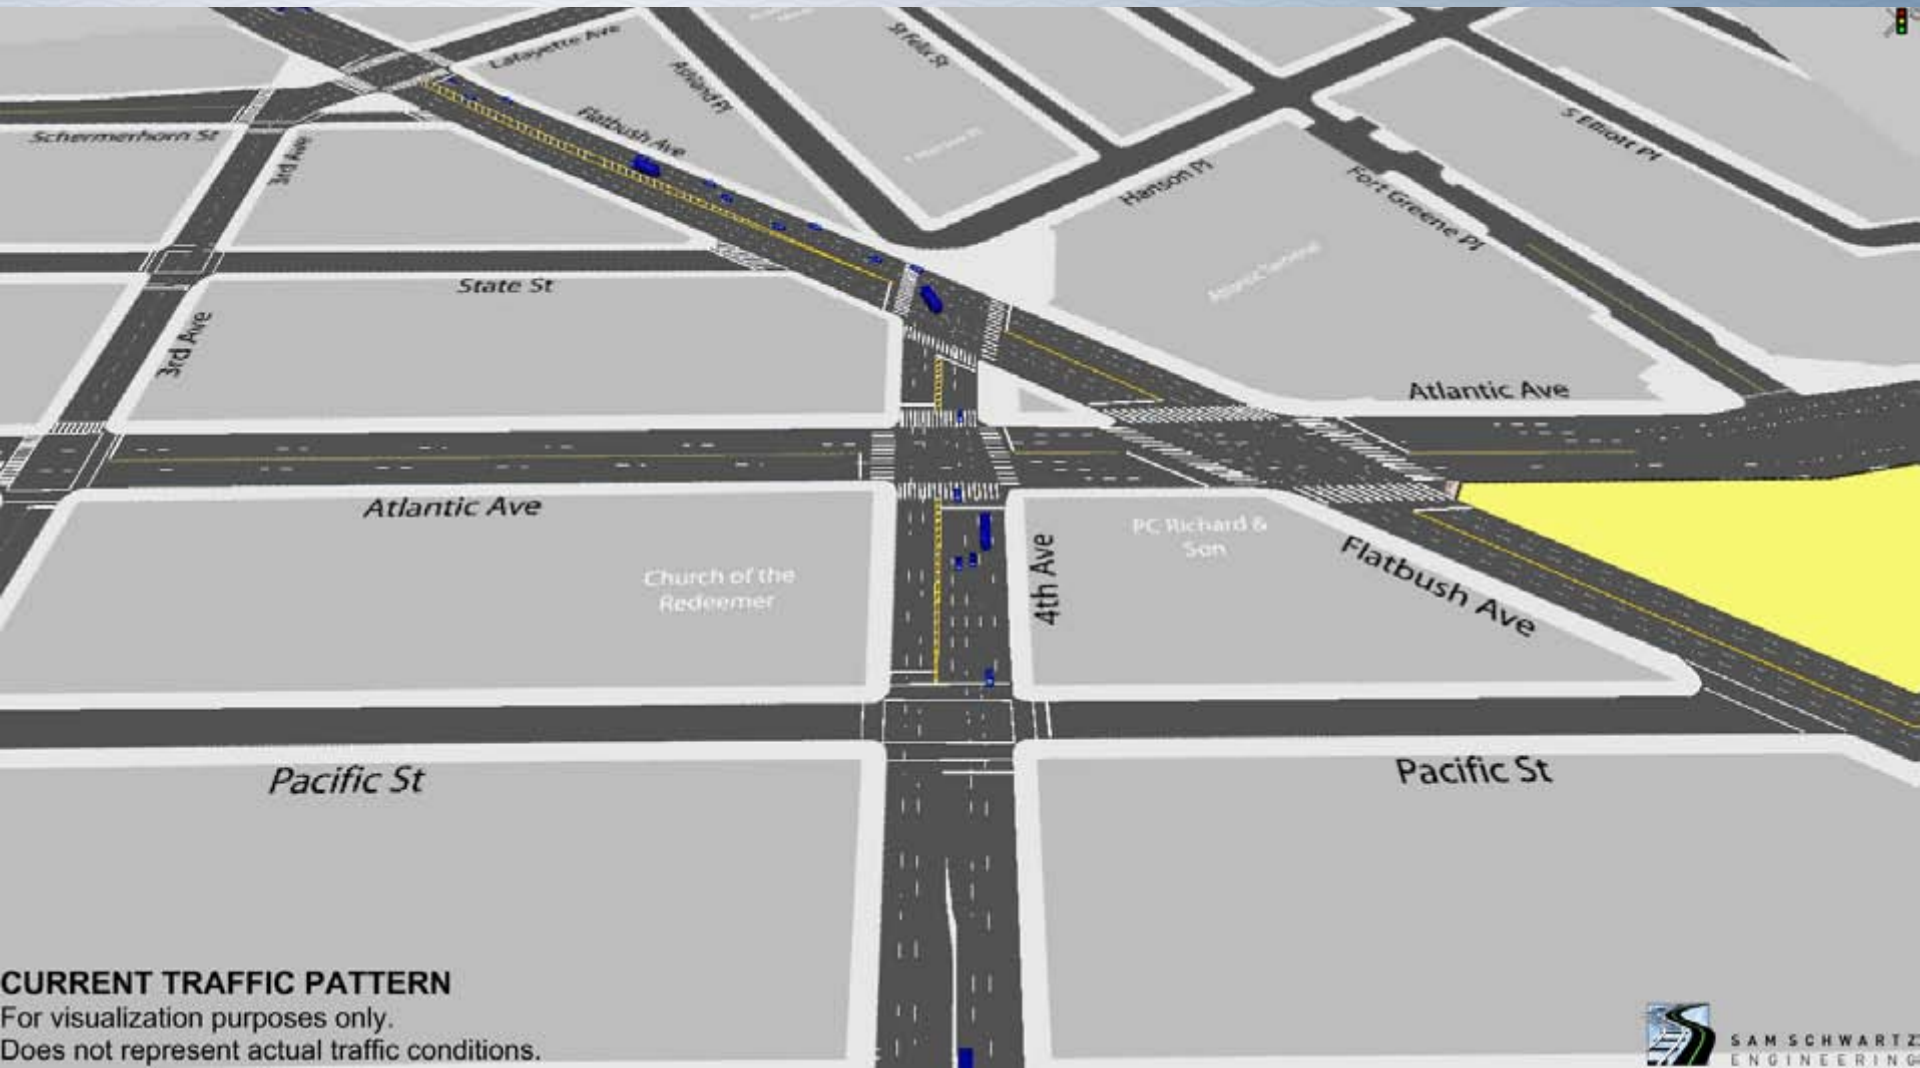 Lafayette Ave
St Felix St
Ashland Pl
Flatbush Ave
S Elliott Pl
Schermerhorn St
3rd Ave
Hanson Pl
Fort Greene Pl
State St
3rd Ave
Atlantic Ave
Atlantic Ave
PC Richard &
Son
4th Ave
Flatbush Ave
Church of the
Redeemer
Pacific St
Pacific St
CURRENT TRAFFIC PATTERN
For visualization purposes only.
Does not represent actual traffic conditions.
SAM SCHWARTZ
ENGINEERING